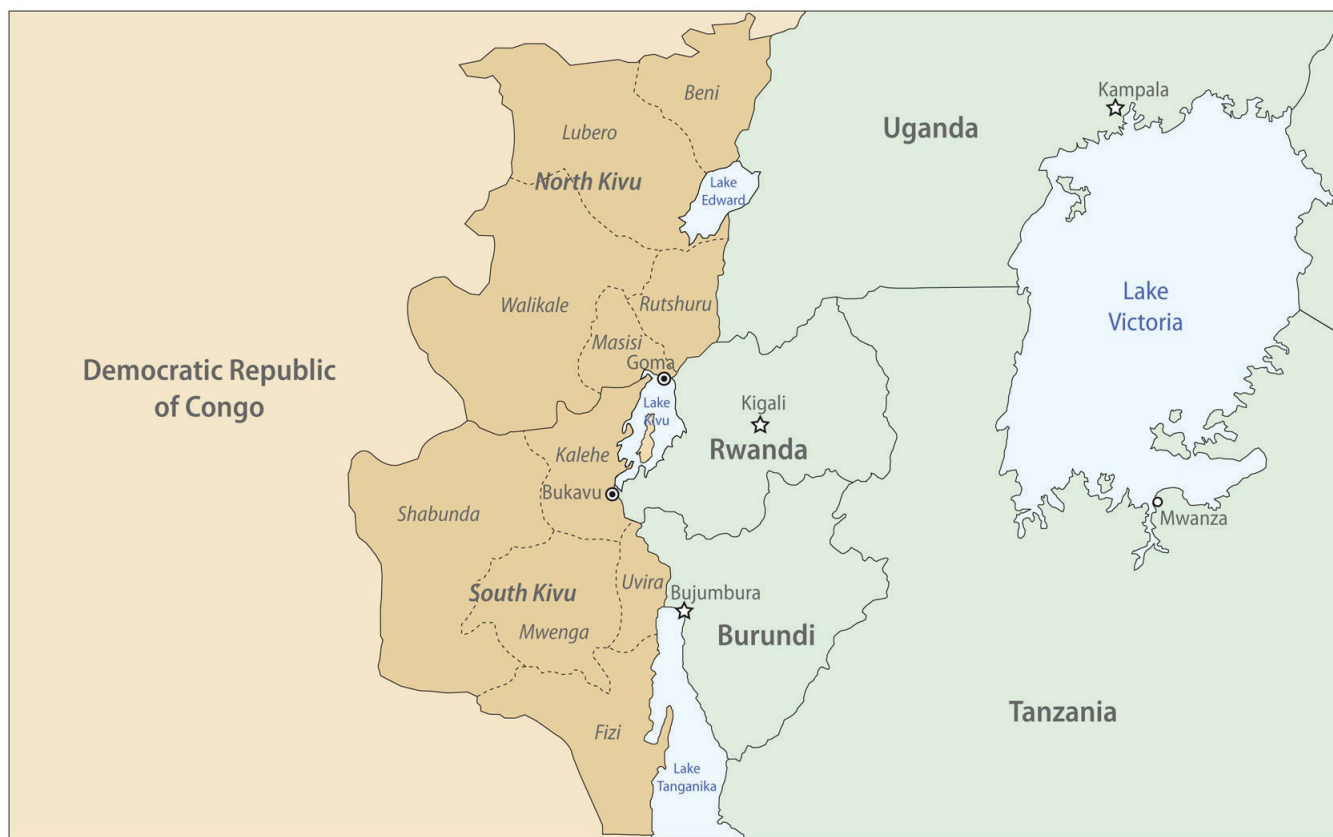 Beni
Kampala
Lubero
Uganda
North Kivu
Lake
Edward
Walikale
Rutshuru
Lake
Victoria
Masisi
Goma
Democratic Republic
of Congo
Lake
Kivu
Kigali
Rwanda
Kalehe
Bukavu
Shabunda
Mwanza
Uvira
South Kivu
Bujumbura
Mwenga
Burundi
Tanzania
Fizi
Lake
Tanganika